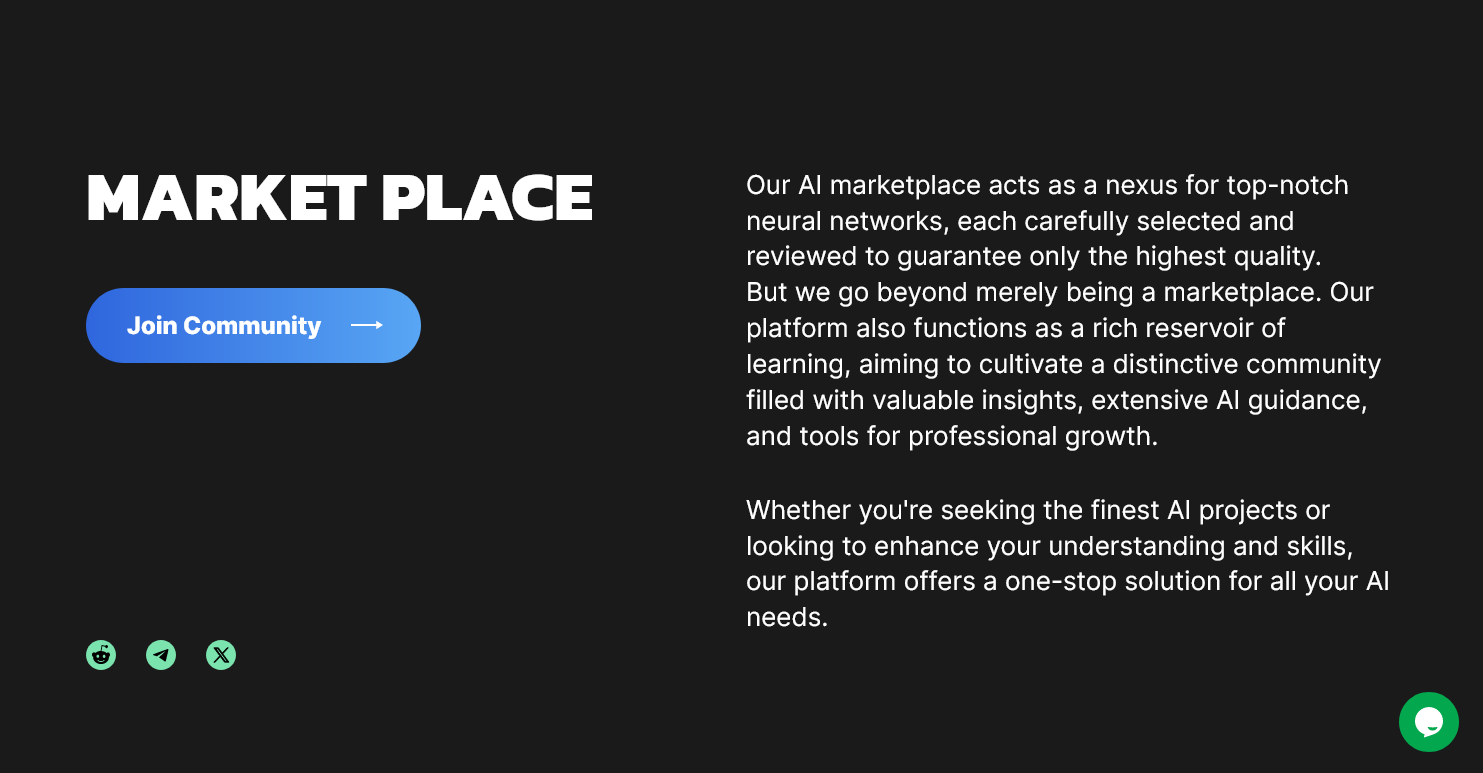 MARKET PLACE
Join Community
Our AI marketplace acts as a nexus for top-notch
neural networks, each carefully selected and
reviewed to guarantee only the highest quality.
But we go beyond merely being a marketplace. Our
platform also functions as a rich reservoir of
learning, aiming to cultivate a distinctive community
filled with valuable insights, extensive AI guidance,
and tools for professional growth.
Whether you're seeking the finest AI projects or
looking to enhance your understanding and skills,
our platform offers a one-stop solution for all your AI
needs.